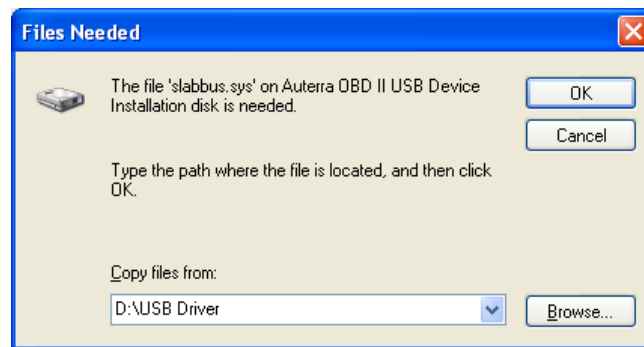 Files Needed
The file 'slabbus.sys' on Auterra OBD II USB Device
Installation disk is needed.
OK
Cancel
Type the path where the file is located, and then click
OK.
Copy files from:
D:\USB Driver
Browse...